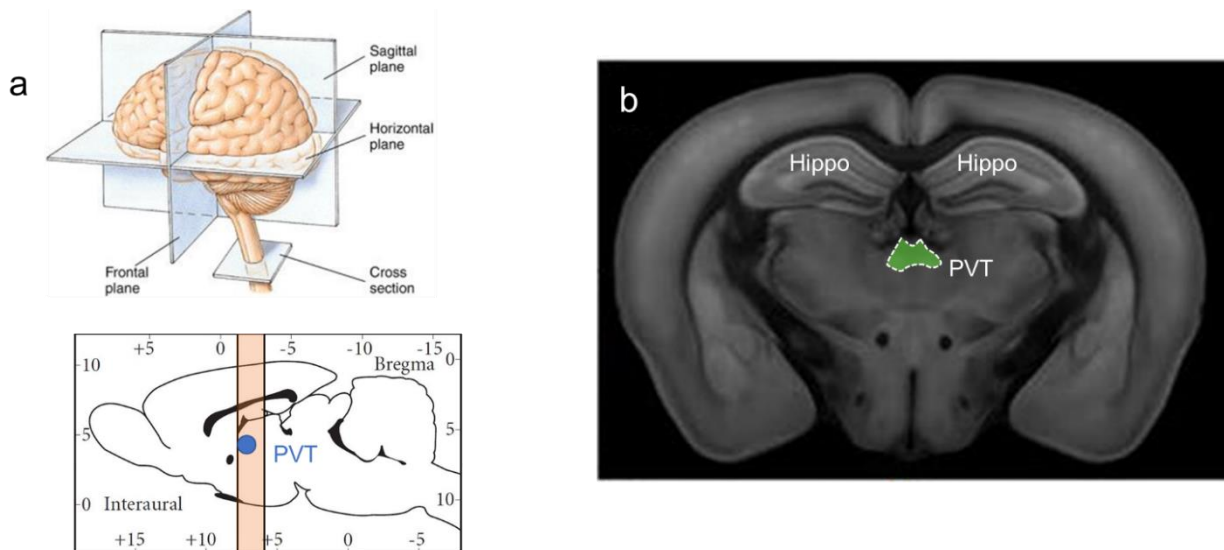 a
Sagittal
plane
Horizontal
plane
Frontal
plane
Cross
section
+5 0 -5 -10 -15
10 Bregma 0
5 PVT 5
0 Interaural 10
+15 +10 +5 0 -5
b
Hippo Hippo
PVT